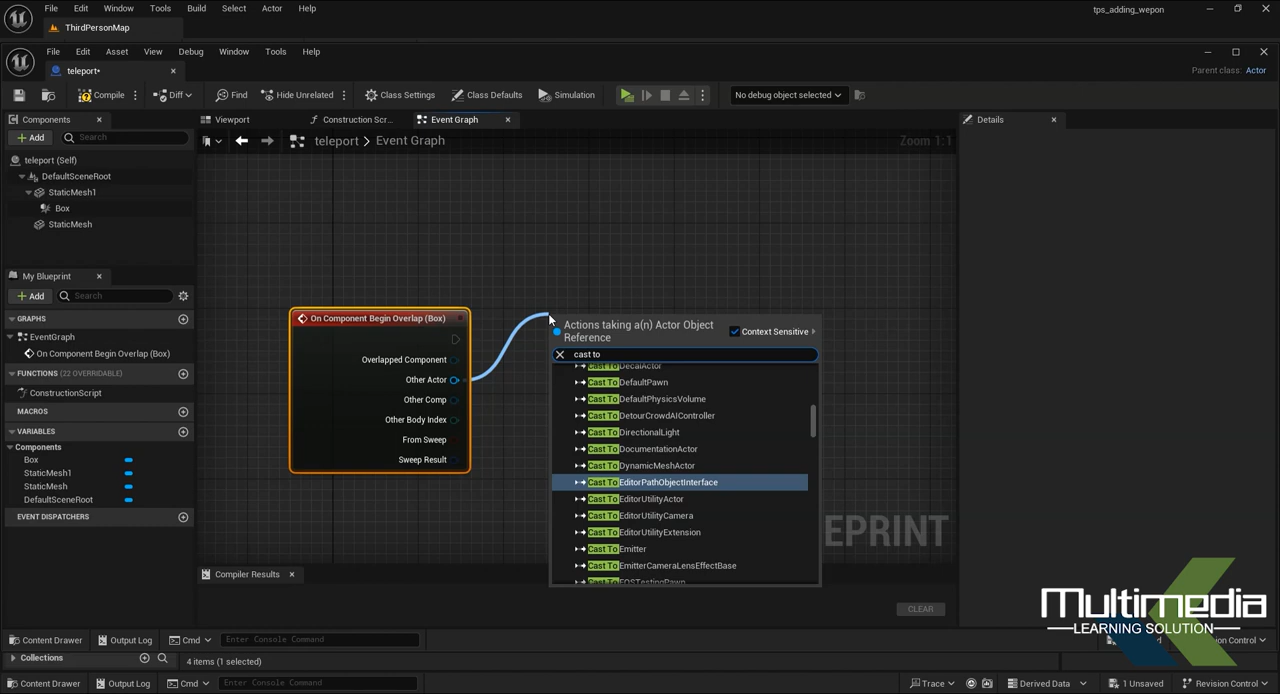 File Edit Window Tools Build Select Actor Help
tps_adding_wepon
ThirdPersonMap
File Edit Asset View Debug Window Tools Help
teleport*
Parent class: Actor
Compile Diff Find Hide Unrelated Class Settings Class Defaults Simulation No debug object selected
Components Viewport Construction Scr... Event Graph Details
+ Add Search teleport > Event Graph Zoom 1:1
teleport (Self)
DefaultSceneRoot
StaticMesh1
Box
StaticMesh
My Blueprint
+ Add Search
GRAPHS
EventGraph
On Component Begin Overlap (Box)
FUNCTIONS (22 OVERRIDABLE)
ConstructionScript
MACROS
VARIABLES
Components
Box
StaticMesh1
StaticMesh
DefaultSceneRoot
EVENT DISPATCHERS
On Component Begin Overlap (Box)
Overlapped Component
Other Actor
Other Comp
Other Body Index
From Sweep
Sweep Result
Actions taking a(n) Actor Object
Reference
Context Sensitive
cast to
Cast To DecalActor
Cast To DefaultPawn
Cast To DefaultPhysicsVolume
Cast To DetourCrowdAIController
Cast To DirectionalLight
Cast To DocumentationActor
Cast To DynamicMeshActor
Cast To EditorPathObjectInterface
Cast To EditorUtilityActor
Cast To EditorUtilityCamera
Cast To EditorUtilityExtension
Cast To Emitter
Cast To EmitterCameraLensEffectBase
Cast To EQSTestingPawn
EPRINT
Compiler Results
CLEAR
Multimedia
LEARNING SOLUTION
Content Drawer Output Log Cmd Enter Console Command
Collections 4 items (1 selected)
Content Drawer Output Log Cmd Enter Console Command Trace Derived Data 1 Unsaved Revision Control